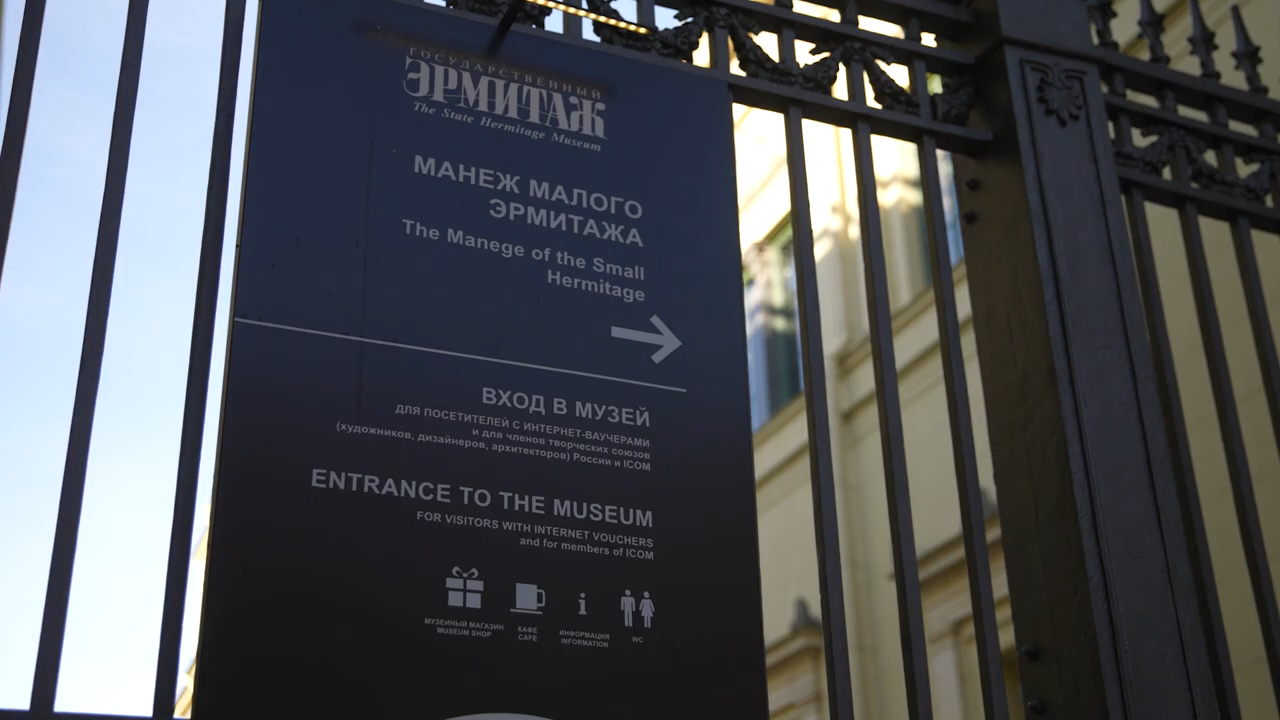 ГОСУДАРСТВЕННЫЙ
ЭРМИТАЖ
The State Hermitage Museum
МАНЕЖ МАЛОГО
ЭРМИТАЖА
The Manege of the Small
Hermitage
ВХОД В МУЗЕЙ
ДЛЯ ПОСЕТИТЕЛЕЙ С ИНТЕРНЕТ-ВАУЧЕРАМИ
и для членов творческих союзов
(художников, дизайнеров, архитекторов) России и ICOM
ENTRANCE TO THE MUSEUM
FOR VISITORS WITH INTERNET VOUCHERS
and for members of ICOM
МУЗЕЙНЫЙ МАГАЗИН
MUSEUM SHOP
КАФЕ
CAFE
ИНФОРМАЦИЯ
INFORMATION
WC